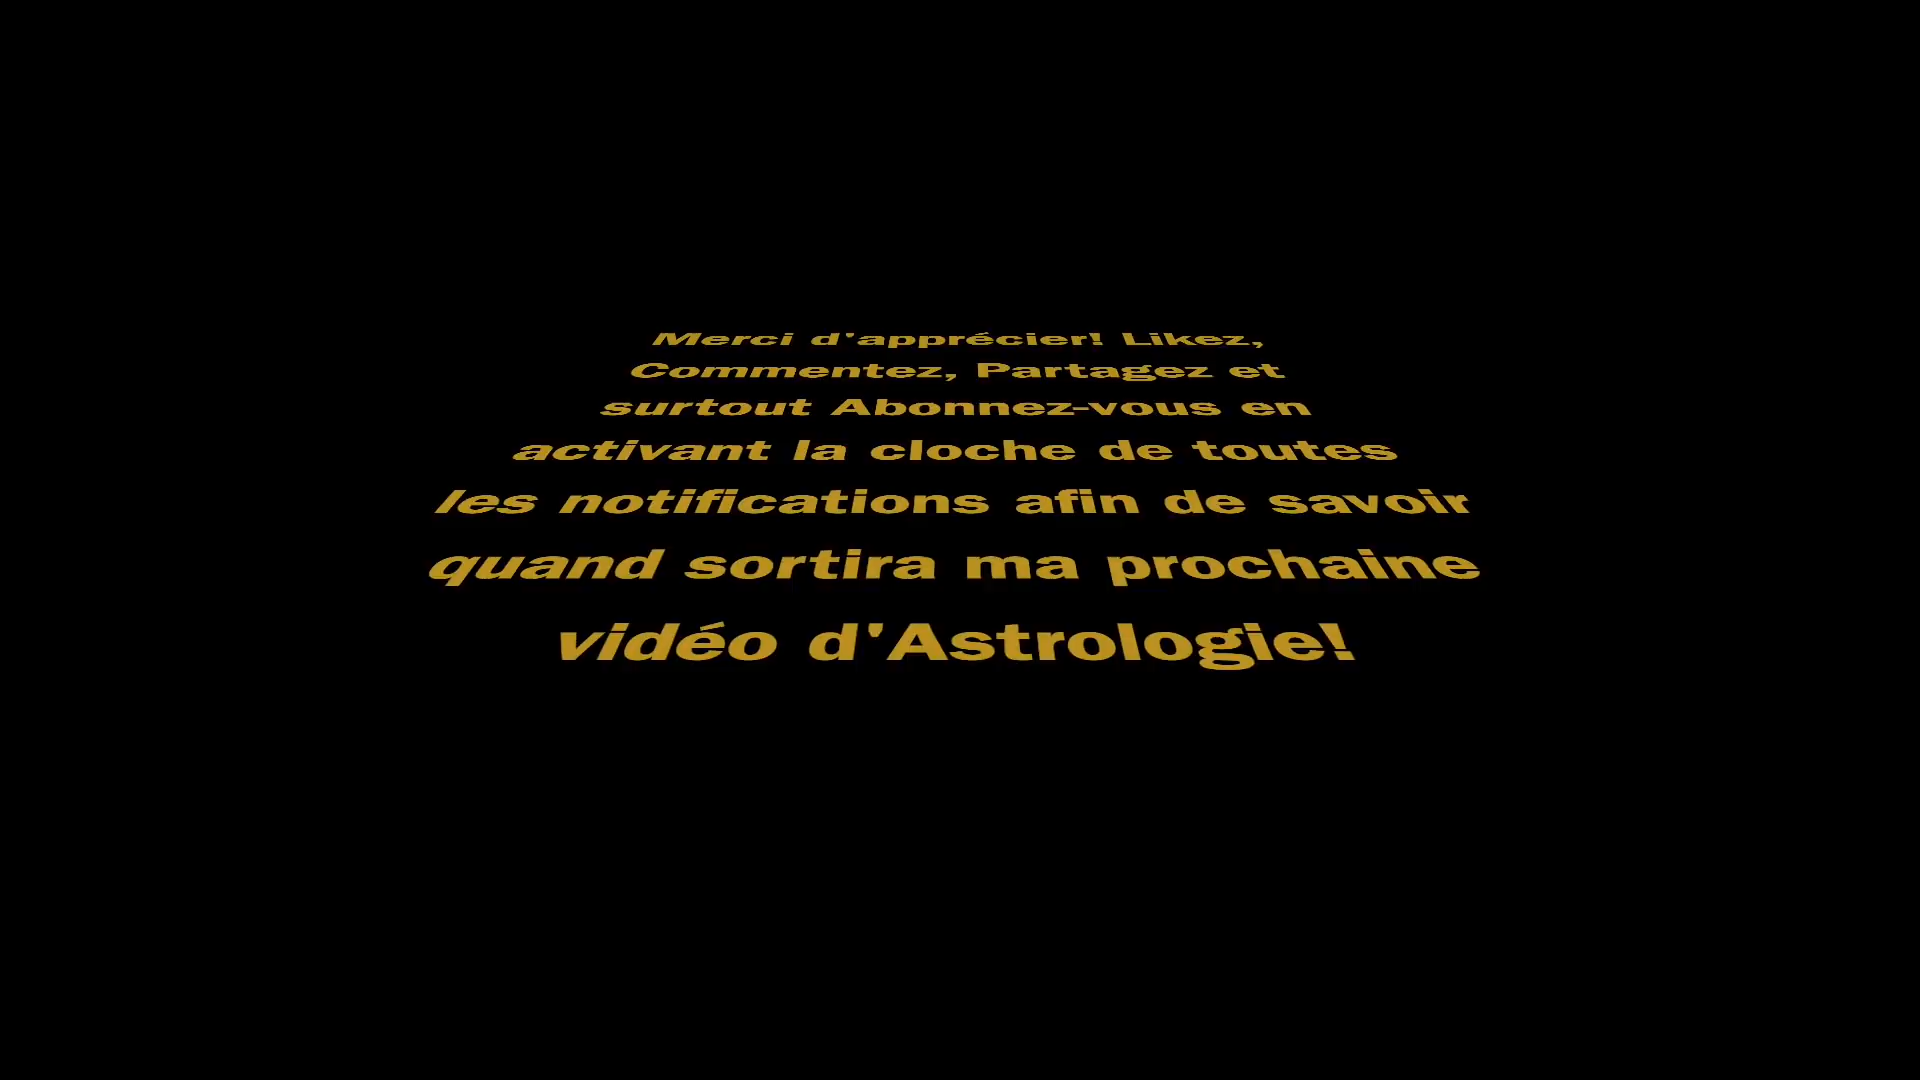 Merci d'apprécier! Likez,
Commentez, Partagez et
surtout Abonnez-vous en
activant la cloche de toutes
les notifications afin de savoir
quand sortira ma prochaine
vidéo d'Astrologie!